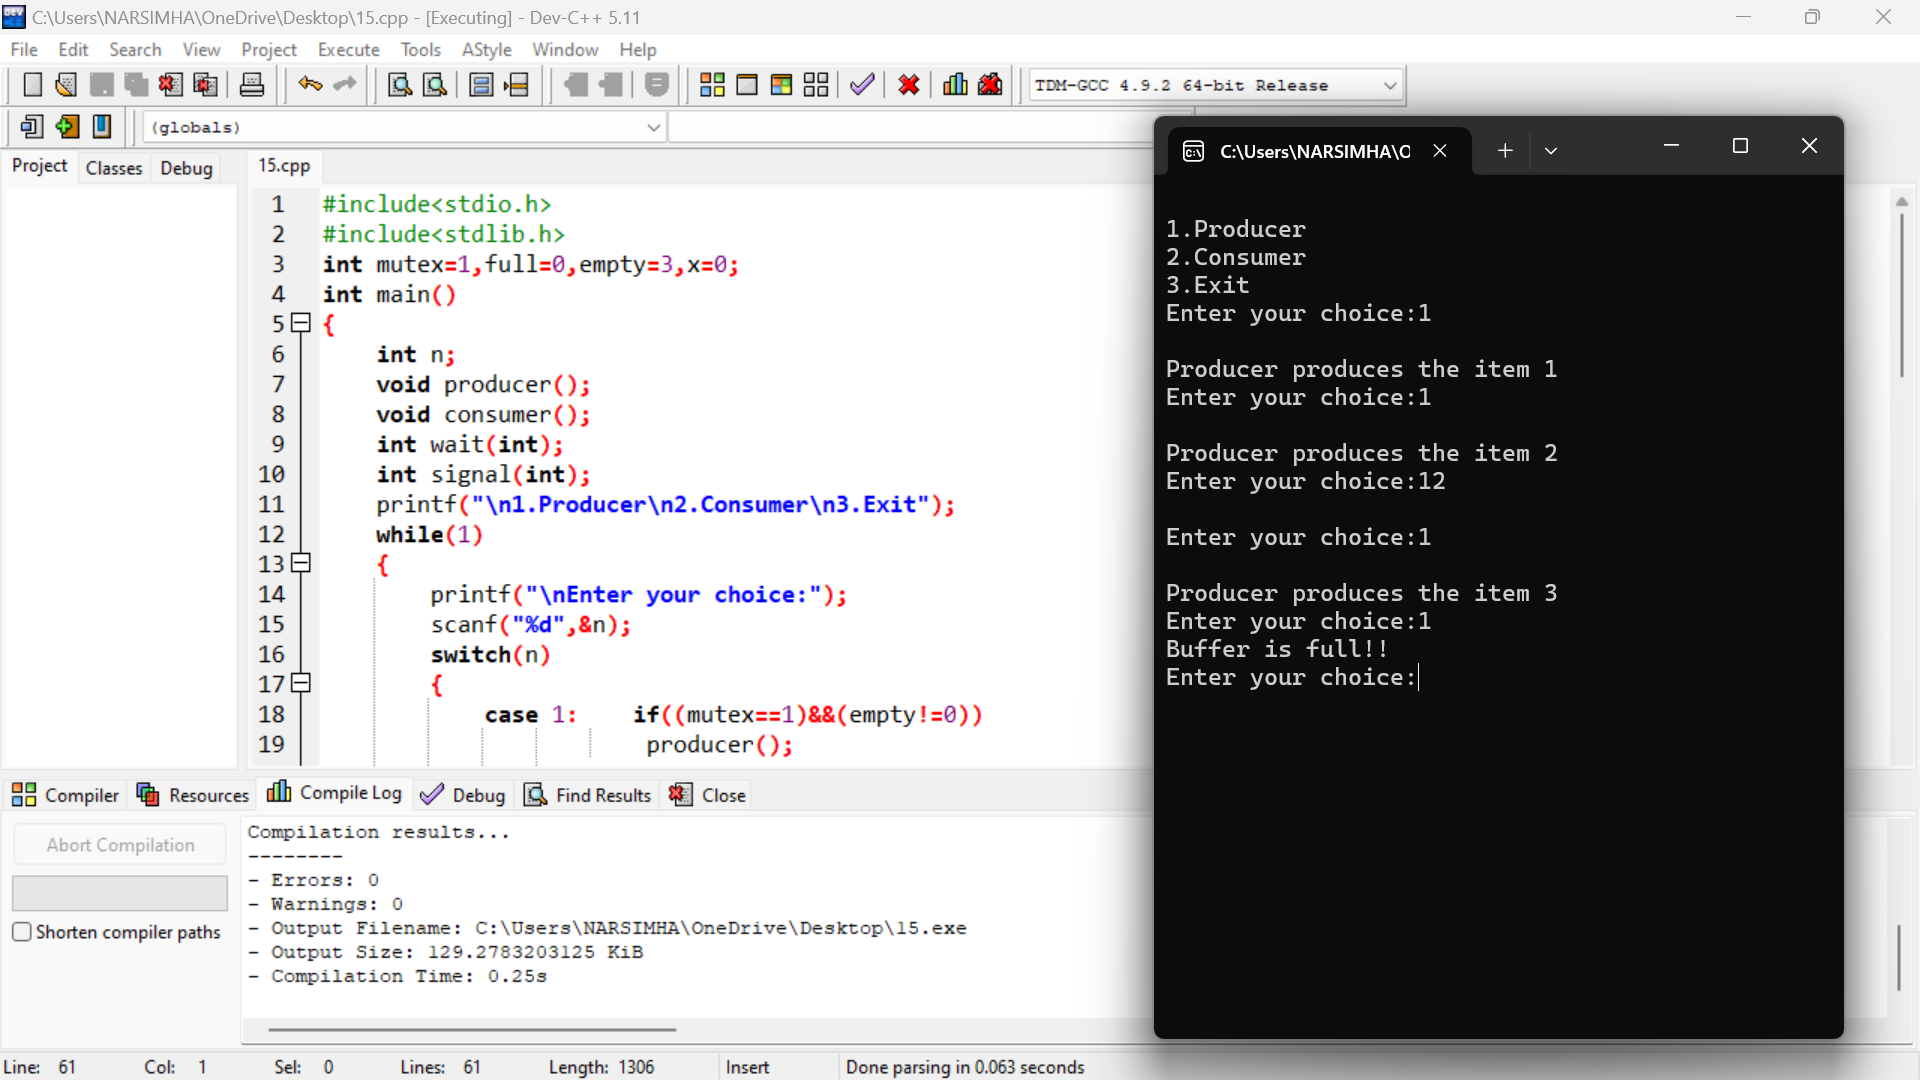 C:\Users\NARSIMHA\OneDrive\Desktop\15.cpp - [Executing] - Dev-C++ 5.11
File Edit Search View Project Execute Tools AStyle Window Help
TDM-GCC 4.9.2 64-bit Release
(globals)
Project Classes Debug
15.cpp
1 #include<stdio.h>
2 #include<stdlib.h>
3 int mutex=1,full=0,empty=3,x=0;
4 int main()
5 {
6 int n;
7 void producer();
8 void consumer();
9 int wait(int);
10 int signal(int);
11 printf("\n1.Producer\n2.Consumer\n3.Exit");
12 while(1)
13 {
14 printf("\nEnter your choice:");
15 scanf("%d",&n);
16 switch(n)
17 {
18 case 1: if((mutex==1)&&(empty!=0))
19 producer();
C:\Users\NARSIMHA\O
1.Producer
2.Consumer
3.Exit
Enter your choice:1
Producer produces the item 1
Enter your choice:1
Producer produces the item 2
Enter your choice:12
Enter your choice:1
Producer produces the item 3
Enter your choice:1
Buffer is full!!
Enter your choice:
Compiler Resources Compile Log Debug Find Results Close
Abort Compilation
Shorten compiler paths
Compilation results...
--------
- Errors: 0
- Warnings: 0
- Output Filename: C:\Users\NARSIMHA\OneDrive\Desktop\15.exe
- Output Size: 129.2783203125 KiB
- Compilation Time: 0.25s
Line: 61 Col: 1 Sel: 0 Lines: 61 Length: 1306 Insert Done parsing in 0.063 seconds